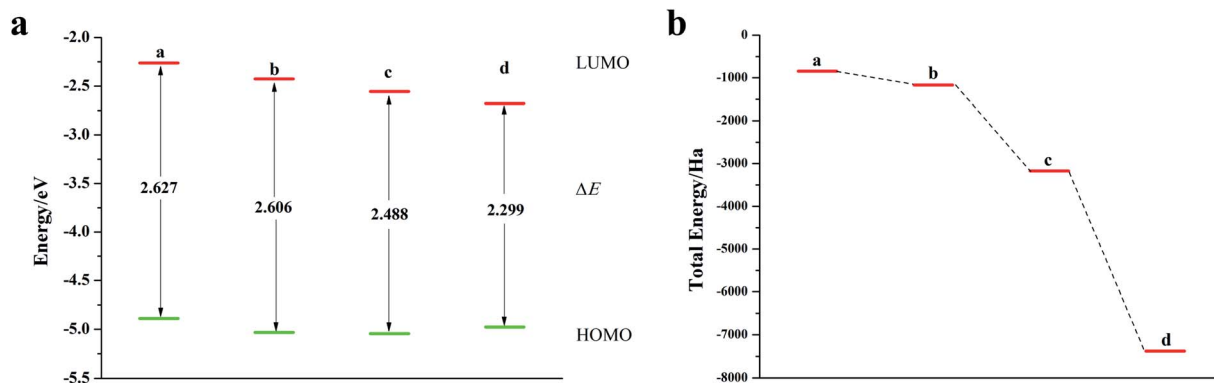 a
-2.0
-2.5
-3.0
-3.5
-4.0
-4.5
-5.0
-5.5
Energy/eV
a
b
c
d
LUMO
2.627
2.606
2.488
2.299
ΔE
HOMO
b
0
-1000
-2000
-3000
-4000
-5000
-6000
-7000
-8000
Total Energy/Ha
a
b
c
d